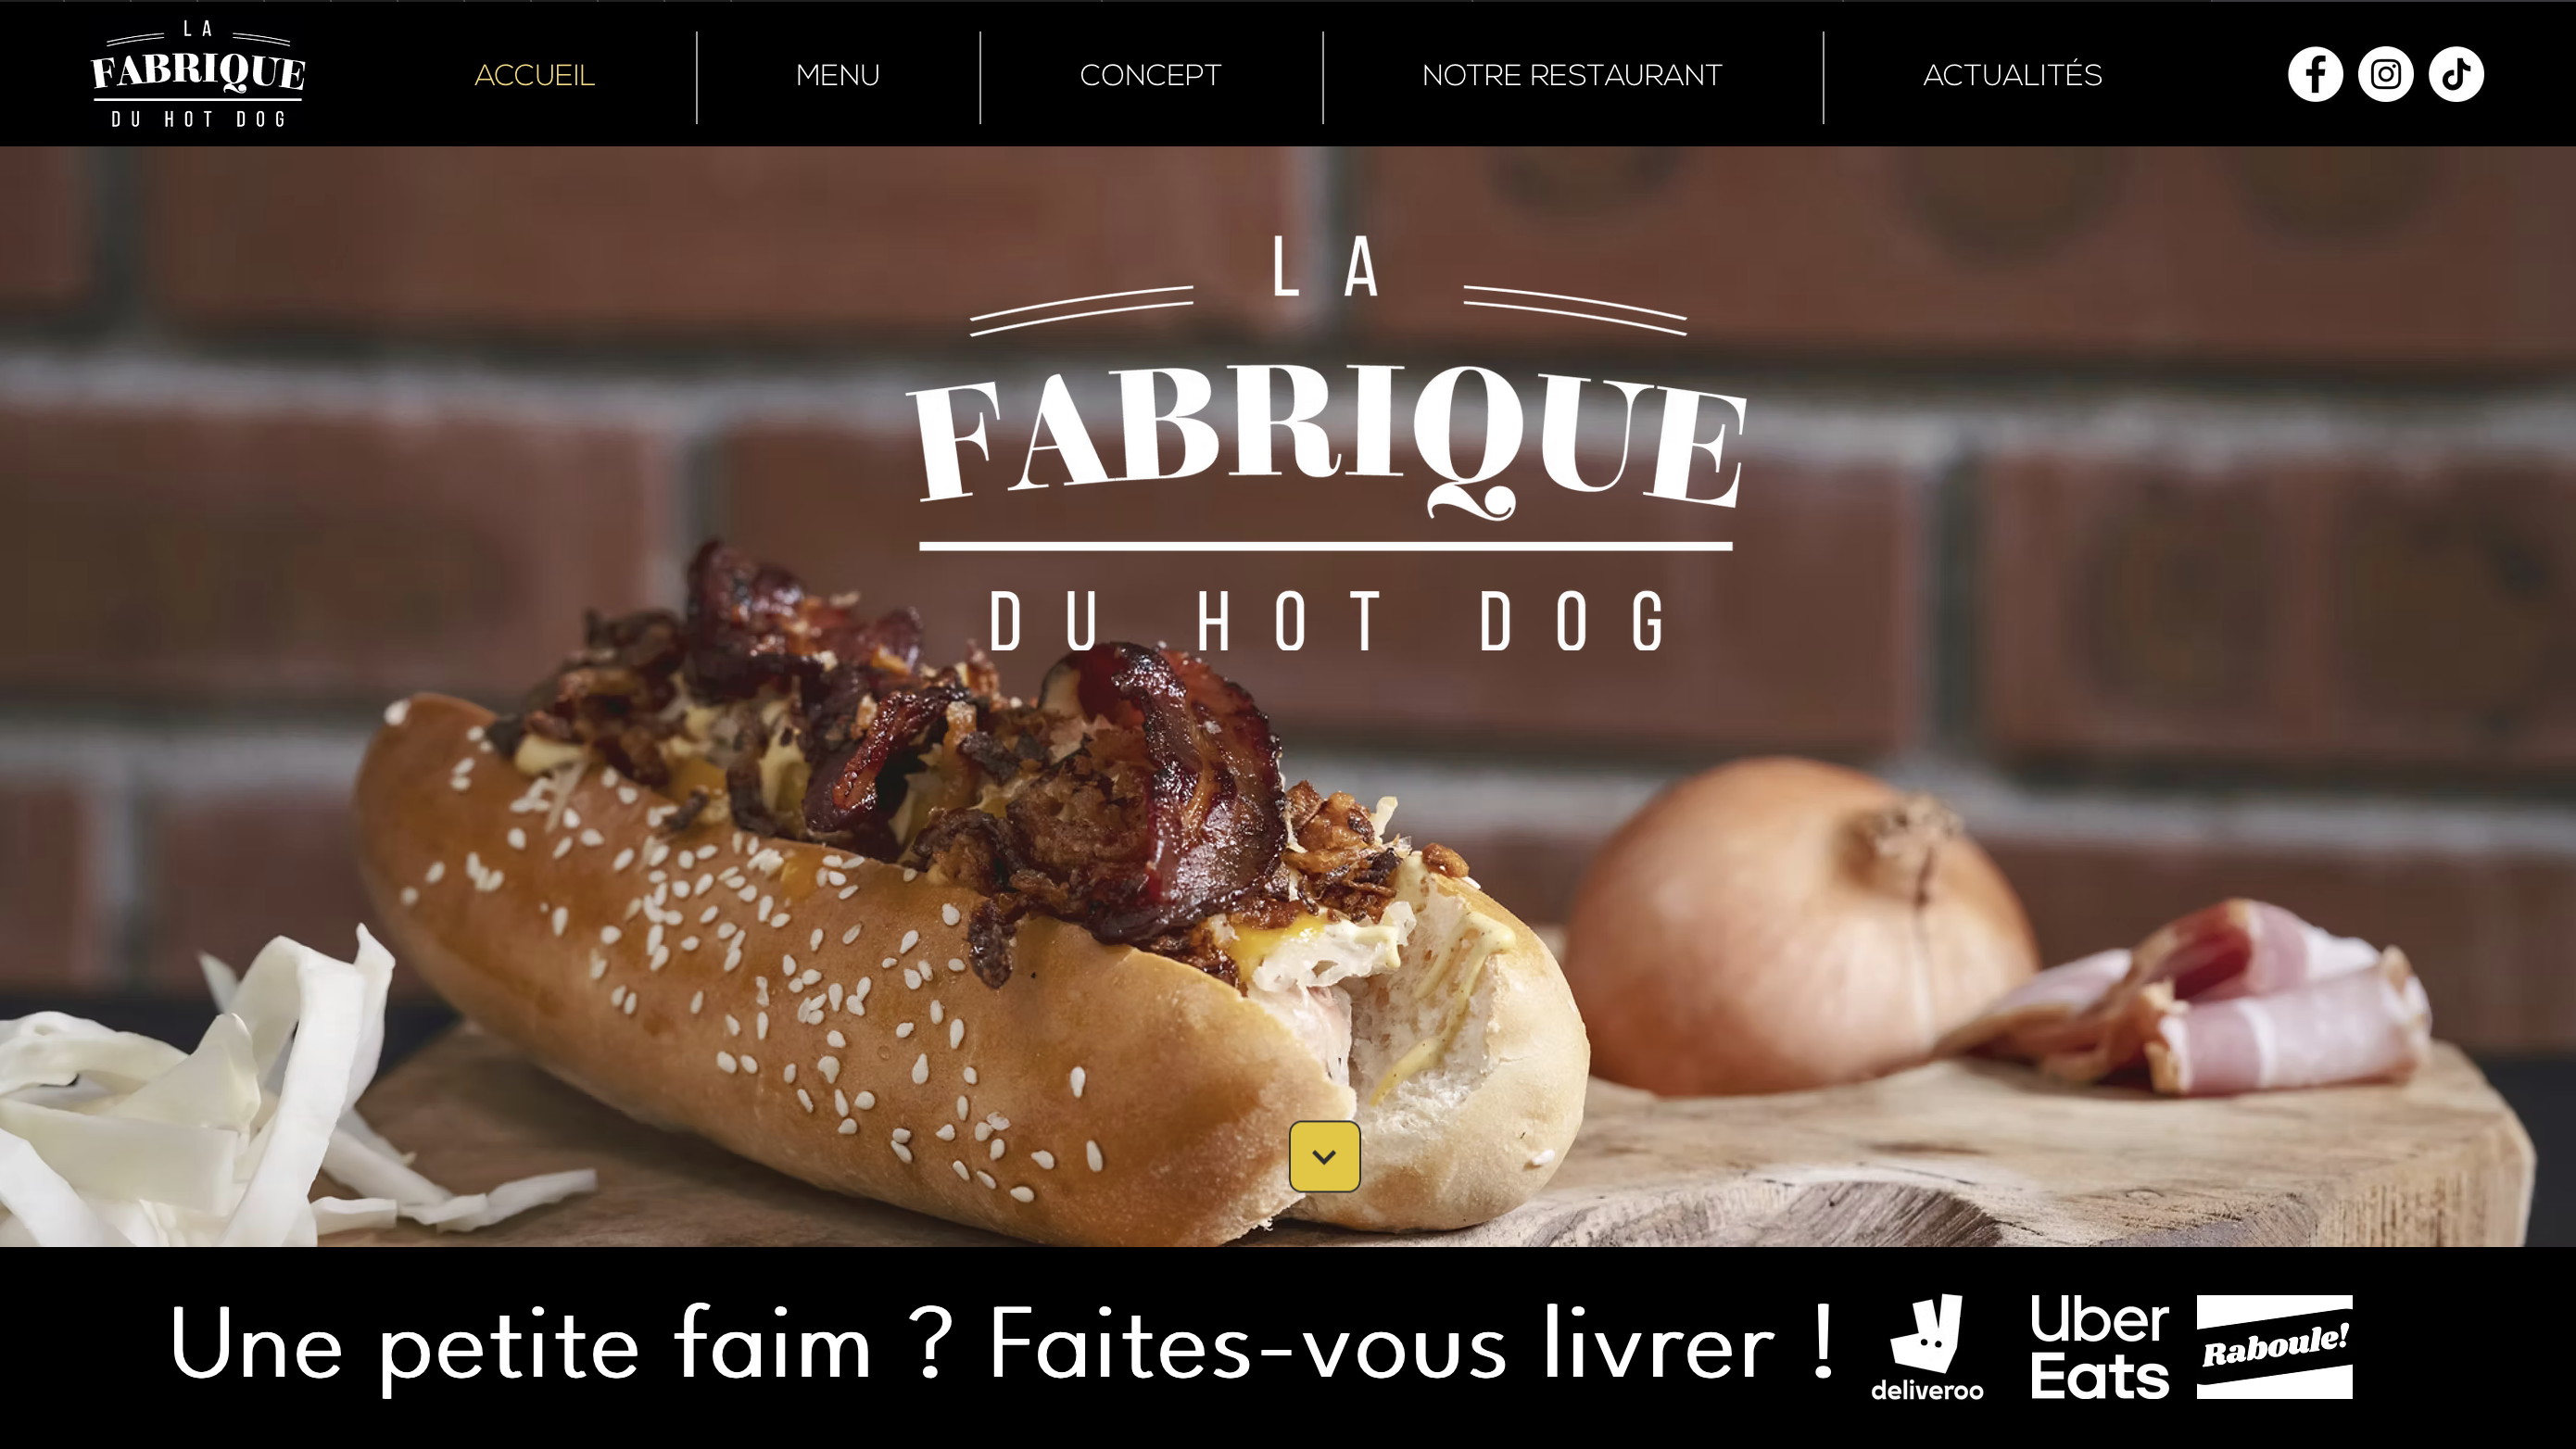 LA
FABRIQUE
DU HOT DOG
ACCUEIL
MENU
CONCEPT
NOTRE RESTAURANT
ACTUALITÉS
LA
FABRIQUE
DU HOT DOG
Une petite faim ? Faites-vous livrer !
deliveroo
Uber
Eats
Raboule!